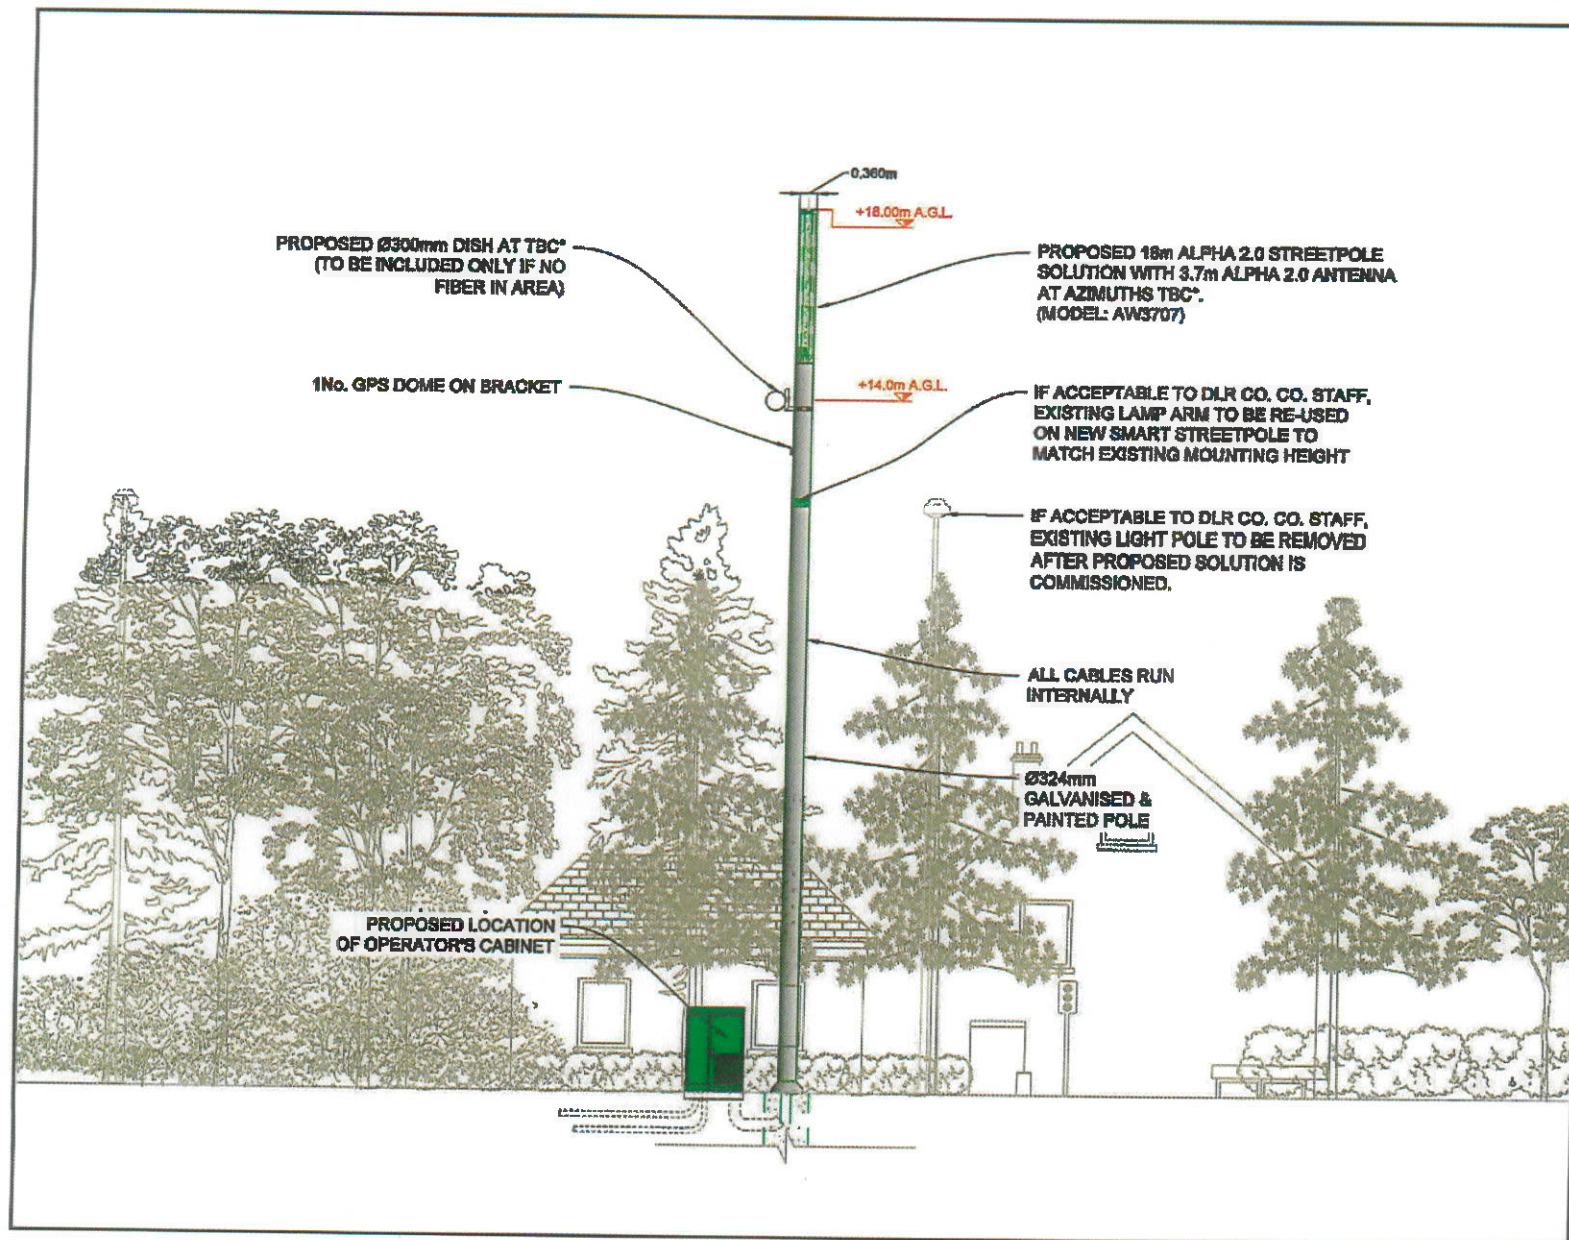 0.360m
+18.00m A.G.L.
PROPOSED Ø300mm DISH AT TBC°
(TO BE INCLUDED ONLY IF NO
FIBER IN AREA)
PROPOSED 18m ALPHA 2.0 STREETPOLE
SOLUTION WITH 3.7m ALPHA 2.0 ANTENNA
AT AZIMUTHS TBC°.
(MODEL: AW3707)
1No. GPS DOME ON BRACKET
+14.0m A.G.L.
IF ACCEPTABLE TO DLR CO. CO. STAFF,
EXISTING LAMP ARM TO BE RE-USED
ON NEW SMART STREETPOLE TO
MATCH EXISTING MOUNTING HEIGHT
IF ACCEPTABLE TO DLR CO. CO. STAFF,
EXISTING LIGHT POLE TO BE REMOVED
AFTER PROPOSED SOLUTION IS
COMMISSIONED.
ALL CABLES RUN
INTERNALLY
Ø324mm
GALVANISED &
PAINTED POLE
PROPOSED LOCATION
OF OPERATOR'S CABINET